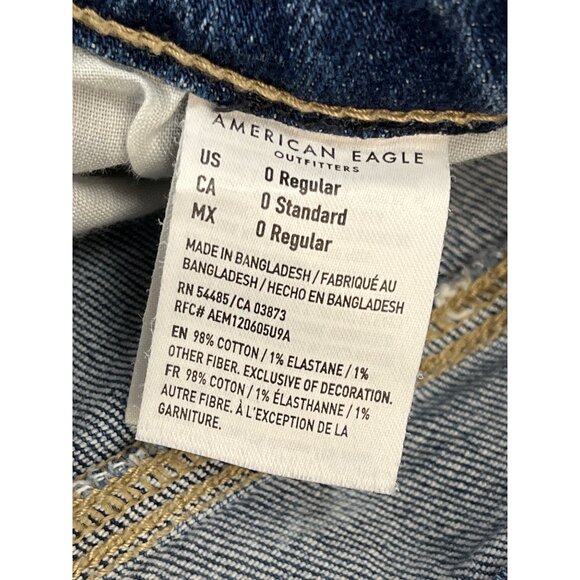 AMERICAN EAGLE
OUTFITTERS
US 0 Regular
CA 0 Standard
MX 0 Regular
MADE IN BANGLADESH / FABRIQUÉ AU
BANGLADESH / HECHO EN BANGLADESH
RN 54485/CA 03873
RFC# AEM120605U9A
EN 98% COTTON / 1% ELASTANE / 1%
OTHER FIBER. EXCLUSIVE OF DECORATION.
FR 98% COTON / 1% ÉLASTHANNE / 1%
AUTRE FIBRE. À L'EXCEPTION DE LA
GARNITURE.